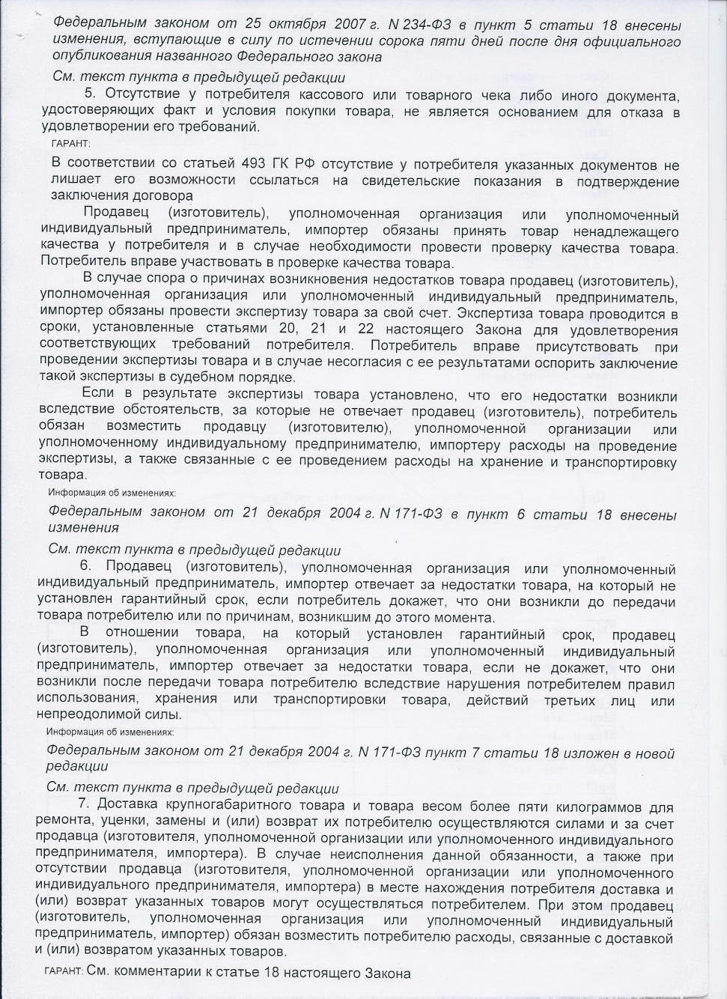 Федеральным законом от 25 октября 2007 г. N 234-ФЗ в пункт 5 статьи 18 внесены
изменения, вступающие в силу по истечении сорока пяти дней после дня официального
опубликования названного Федерального закона
См. текст пункта в предыдущей редакции
5. Отсутствие у потребителя кассового или товарного чека либо иного документа,
удостоверяющих факт и условия покупки товара, не является основанием для отказа в
удовлетворении его требований.
ГАРАНТ:
В соответствии со статьей 493 ГК РФ отсутствие у потребителя указанных документов не
лишает его возможности ссылаться на свидетельские показания в подтверждение
заключения договора
Продавец (изготовитель), уполномоченная организация или уполномоченный
индивидуальный предприниматель, импортер обязаны принять товар ненадлежащего
качества у потребителя и в случае необходимости провести проверку качества товара.
Потребитель вправе участвовать в проверке качества товара.
В случае спора о причинах возникновения недостатков товара продавец (изготовитель),
уполномоченная организация или уполномоченный индивидуальный предприниматель,
импортер обязаны провести экспертизу товара за свой счет. Экспертиза товара проводится в
сроки, установленные статьями 20, 21 и 22 настоящего Закона для удовлетворения
соответствующих требований потребителя. Потребитель вправе присутствовать при
проведении экспертизы товара и в случае несогласия с ее результатами оспорить заключение
такой экспертизы в судебном порядке.
Если в результате экспертизы товара установлено, что его недостатки возникли
вследствие обстоятельств, за которые не отвечает продавец (изготовитель), потребитель
обязан возместить продавцу (изготовителю), уполномоченной организации или
уполномоченному индивидуальному предпринимателю, импортеру расходы на проведение
экспертизы, а также связанные с ее проведением расходы на хранение и транспортировку
товара.
Информация об изменениях:
Федеральным законом от 21 декабря 2004 г. N 171-ФЗ в пункт 6 статьи 18 внесены
изменения
См. текст пункта в предыдущей редакции
6. Продавец (изготовитель), уполномоченная организация или уполномоченный
индивидуальный предприниматель, импортер отвечает за недостатки товара, на который не
установлен гарантийный срок, если потребитель докажет, что они возникли до передачи
товара потребителю или по причинам, возникшим до этого момента.
В отношении товара, на который установлен гарантийный срок, продавец
(изготовитель), уполномоченная организация или уполномоченный индивидуальный
предприниматель, импортер отвечает за недостатки товара, если не докажет, что они
возникли после передачи товара потребителю вследствие нарушения потребителем правил
использования, хранения или транспортировки товара, действий третьих лиц или
непреодолимой силы.
Информация об изменениях:
Федеральным законом от 21 декабря 2004 г. N 171-ФЗ пункт 7 статьи 18 изложен в новой
редакции
См. текст пункта в предыдущей редакции
7. Доставка крупногабаритного товара и товара весом более пяти килограммов для
ремонта, уценки, замены и (или) возврат их потребителю осуществляются силами и за счет
продавца (изготовителя, уполномоченной организации или уполномоченного индивидуального
предпринимателя, импортера). В случае неисполнения данной обязанности, а также при
отсутствии продавца (изготовителя, уполномоченной организации или уполномоченного
индивидуального предпринимателя, импортера) в месте нахождения потребителя доставка и
(или) возврат указанных товаров могут осуществляться потребителем. При этом продавец
(изготовитель, уполномоченная организация или уполномоченный индивидуальный
предприниматель, импортер) обязан возместить потребителю расходы, связанные с доставкой
и (или) возвратом указанных товаров.
ГАРАНТ: См. комментарии к статье 18 настоящего Закона